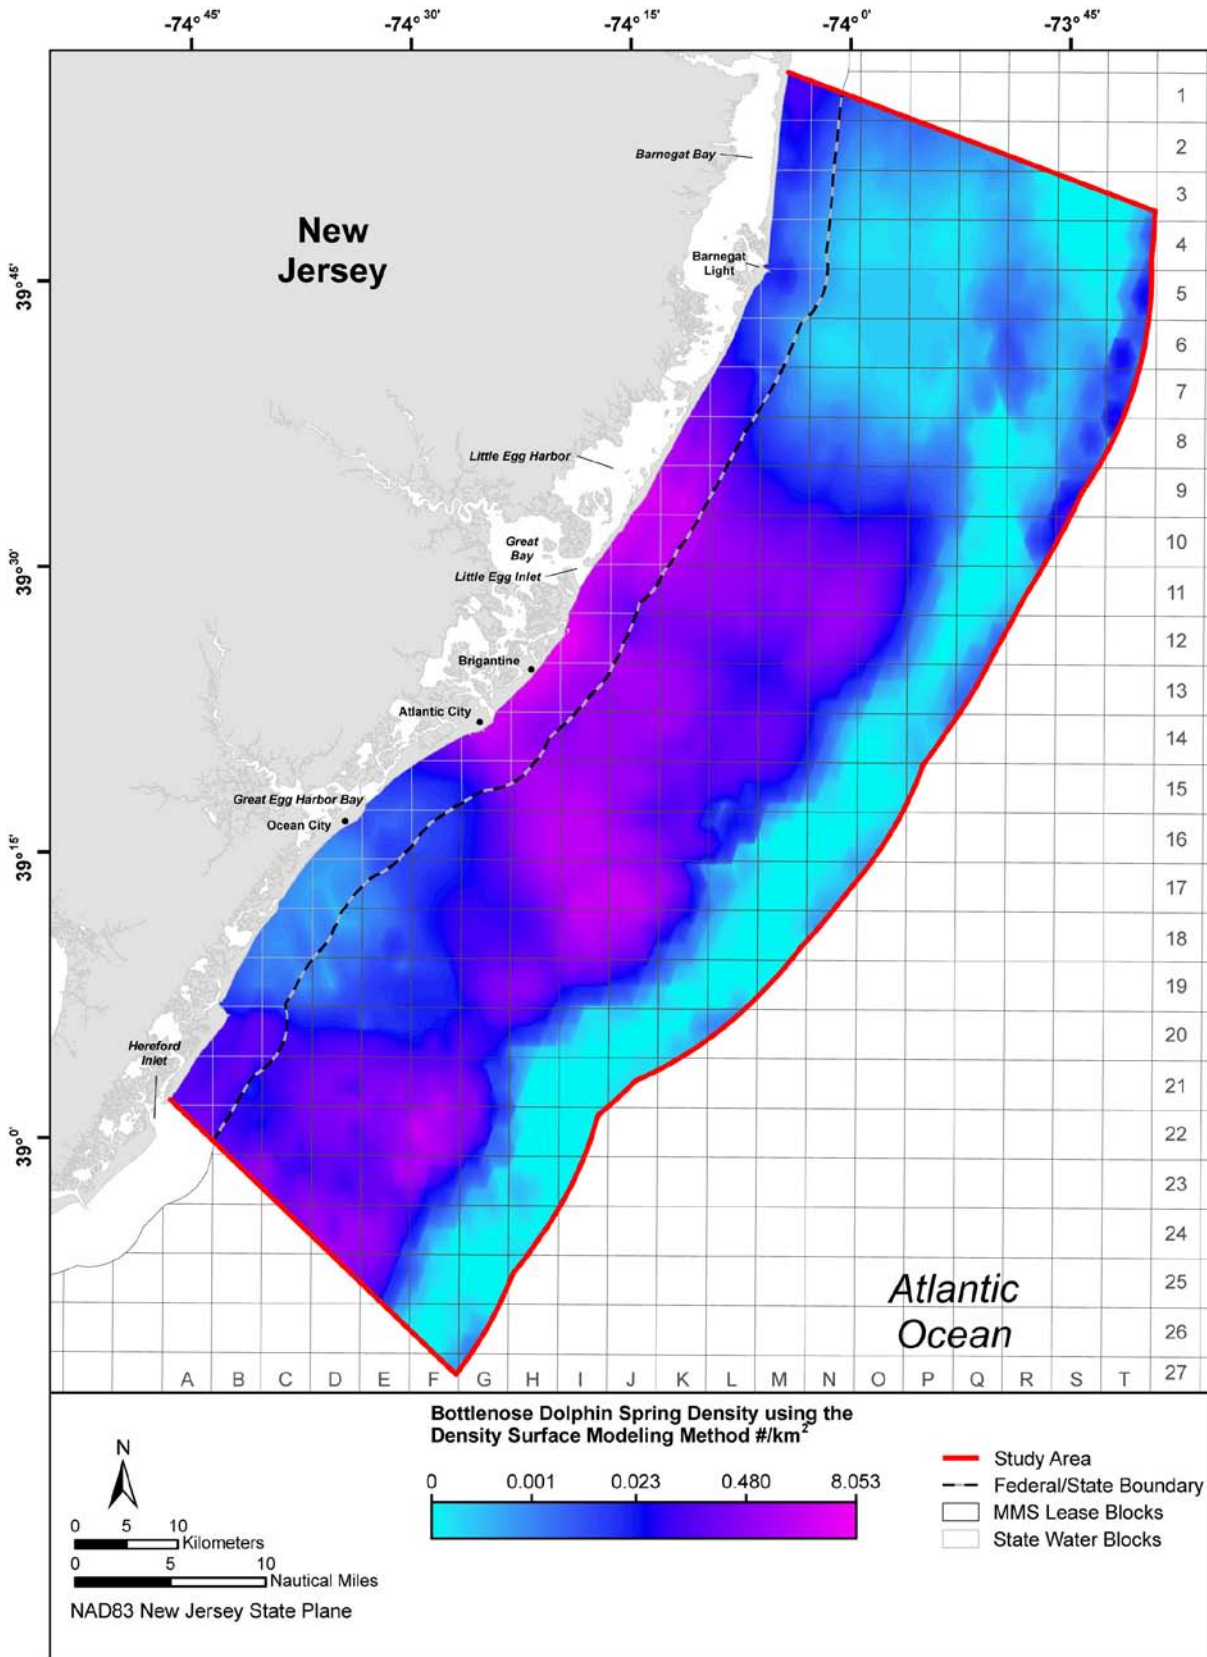 -74° 45'
-74° 30'
-74° 15'
-74° 0'
-73° 45'
39° 45'
39° 30'
39° 15'
39° 0'
New
Jersey
Barnegat Bay
Barnegat
Light
Little Egg Harbor
Great
Bay
Little Egg Inlet
Brigantine
Atlantic City
Great Egg Harbor Bay
Ocean City
Hereford
Inlet
Atlantic
Ocean
1
2
3
4
5
6
7
8
9
10
11
12
13
14
15
16
17
18
19
20
21
22
23
24
25
26
27
A B C D E F G H I J K L M N O P Q R S T
Bottlenose Dolphin Spring Density using the
Density Surface Modeling Method #/km²
0 0.001 0.023 0.480 8.053
N
0 5 10
Kilometers
0 5 10
Nautical Miles
NAD83 New Jersey State Plane
Study Area
Federal/State Boundary
MMS Lease Blocks
State Water Blocks